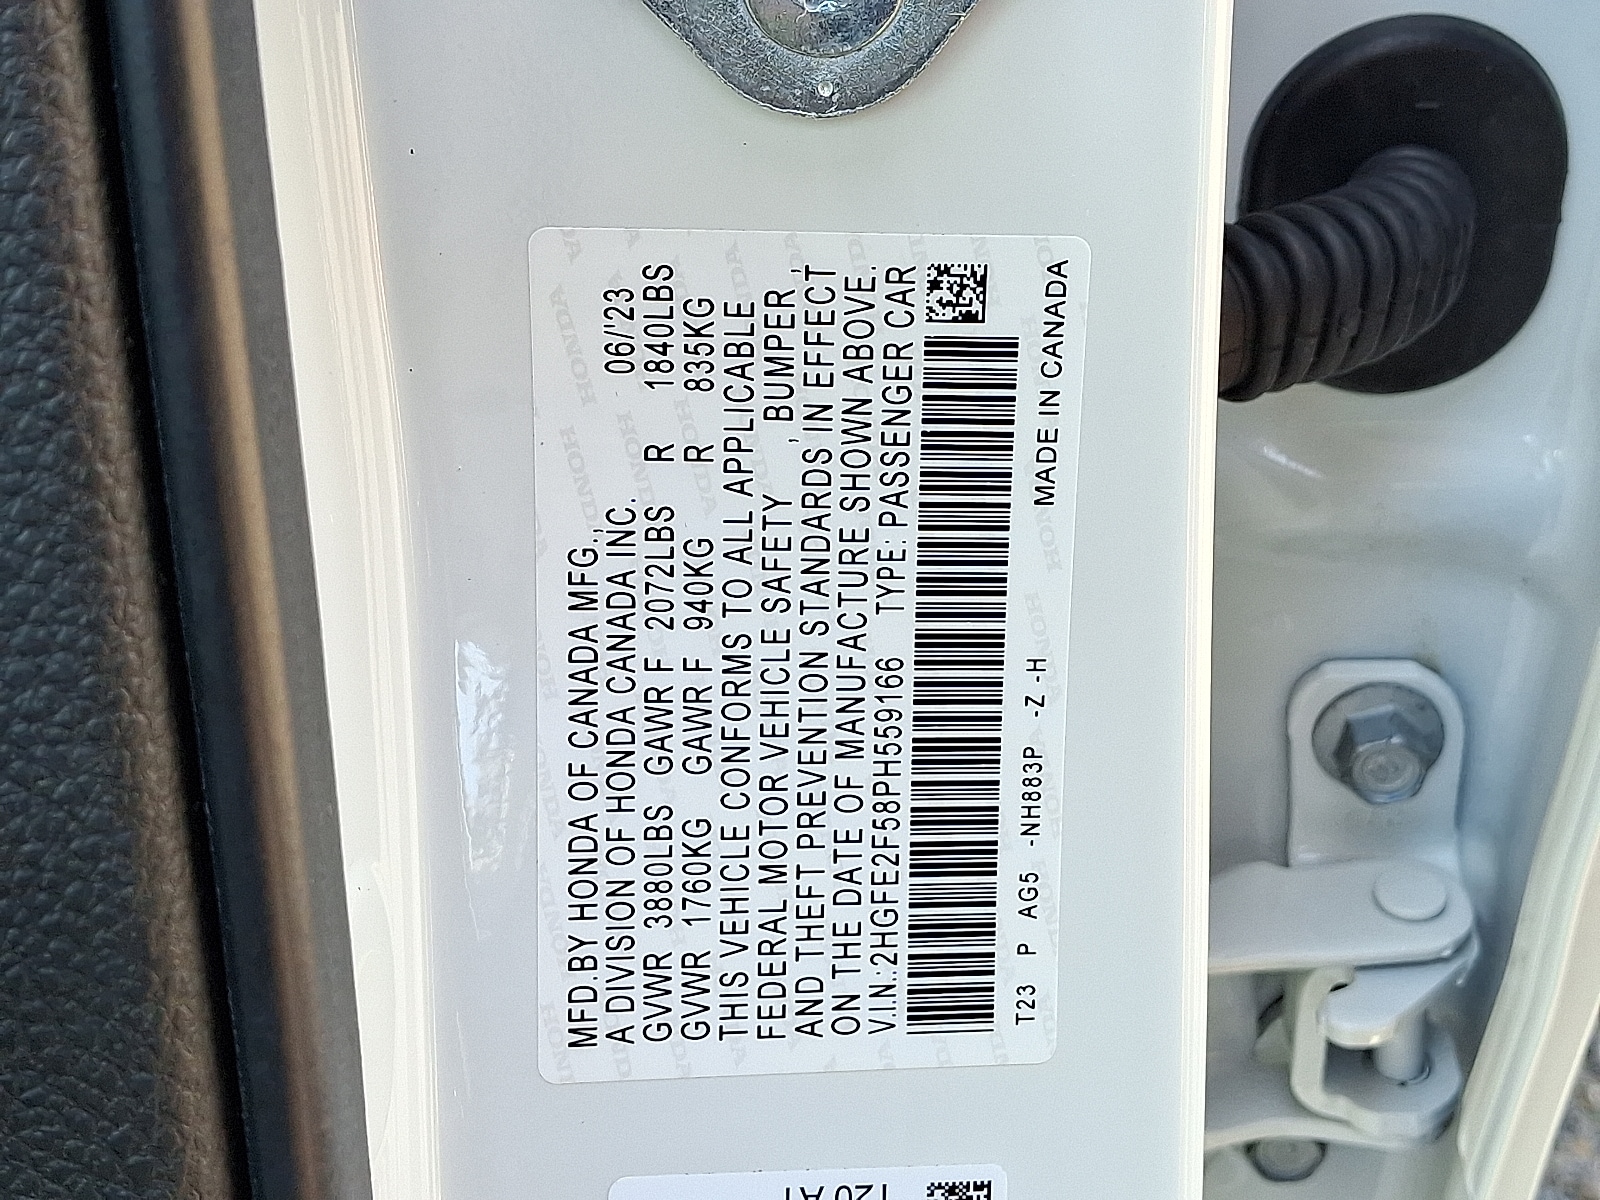 MFD.BY HONDA OF CANADA MFG.,
A DIVISION OF HONDA CANADA INC. 06/'23
GVWR 3880LBS GAWR F 2072LBS R 1840LBS
GVWR 1760KG GAWR F 940KG R 835KG
THIS VEHICLE CONFORMS TO ALL APPLICABLE
FEDERAL MOTOR VEHICLE SAFETY , BUMPER,
AND THEFT PREVENTION STANDARDS IN EFFECT
ON THE DATE OF MANUFACTURE SHOWN ABOVE.
V.I.N.:2HGFE2F58PH559166 TYPE: PASSENGER CAR
MADE IN CANADA
T23 P AG5 -NH883P -Z -H